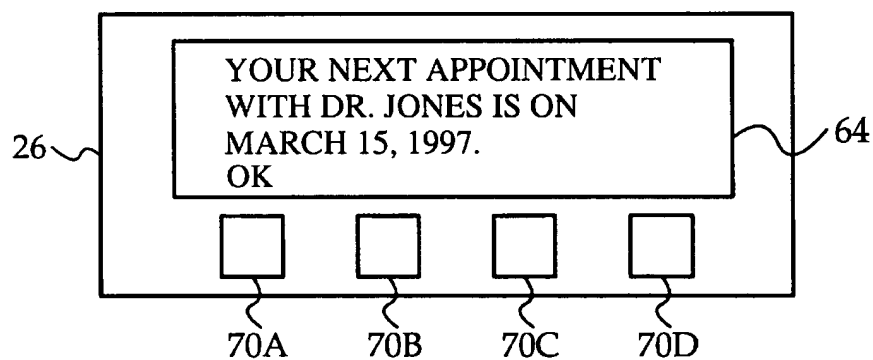 YOUR NEXT APPOINTMENT
WITH DR. JONES IS ON
MARCH 15, 1997.
OK
26
64
70A 70B 70C 70D